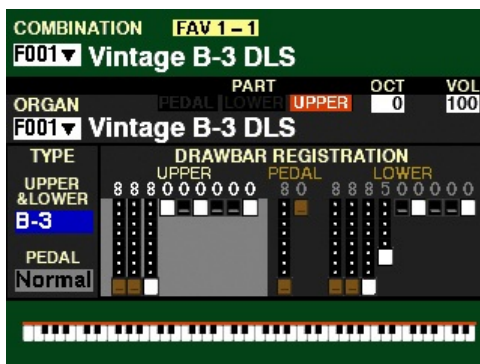 COMBINATION FAV 1 – 1
F001 Vintage B-3 DLS
PART OCT VOL
ORGAN PEDAL LOWER UPPER 0 100
F001 Vintage B-3 DLS
TYPE DRAWBAR REGISTRATION
UPPER PEDAL LOWER
UPPER 8 8 8 0 0 0 0 0 0 8 0 8 8 8 5 0 0 0 0 0
&LOWER
B-3
PEDAL
Normal